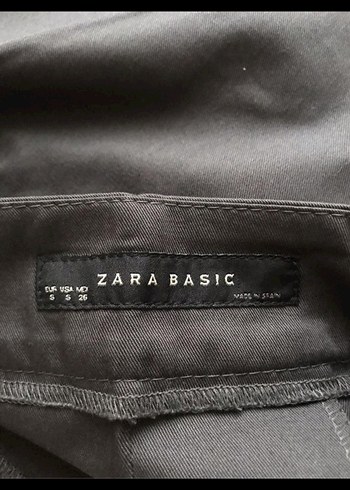 EUR USA MEX
S S 26
ZARA BASIC
MADE IN SPAIN